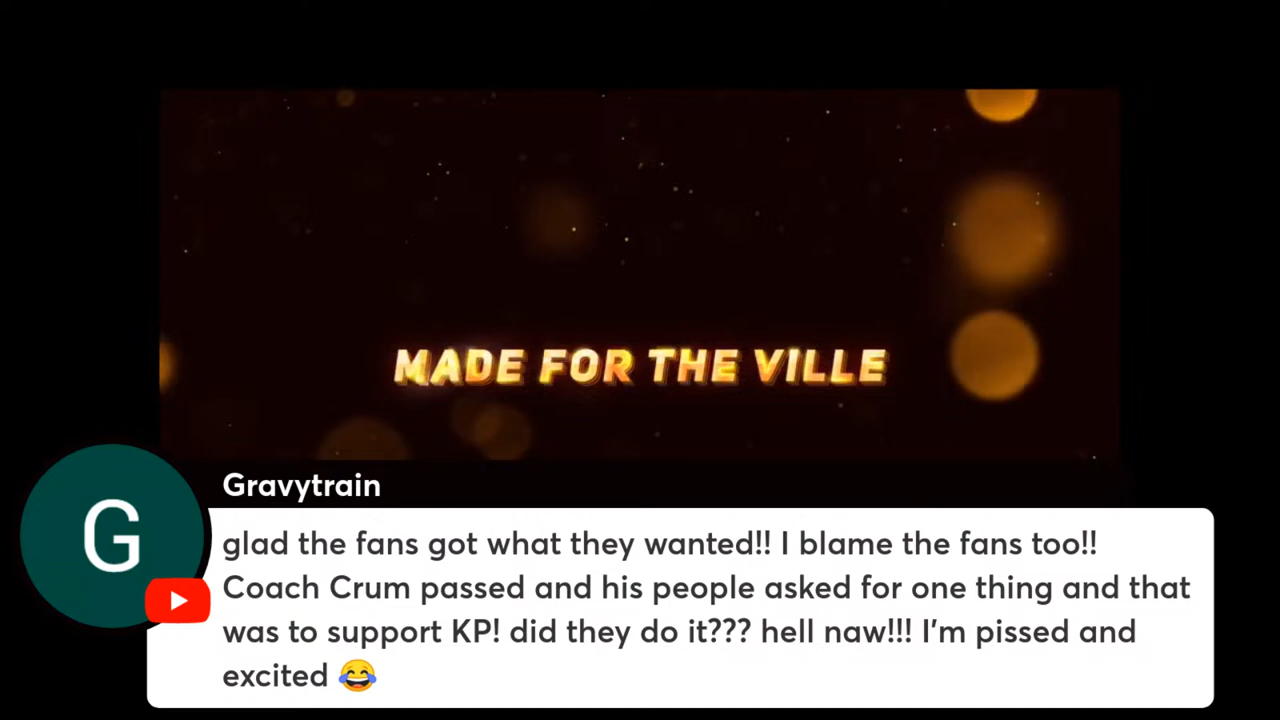 MADE FOR THE VILLE
G
Gravytrain
glad the fans got what they wanted!! I blame the fans too!!
Coach Crum passed and his people asked for one thing and that
was to support KP! did they do it??? hell naw!!! I'm pissed and
excited 😂